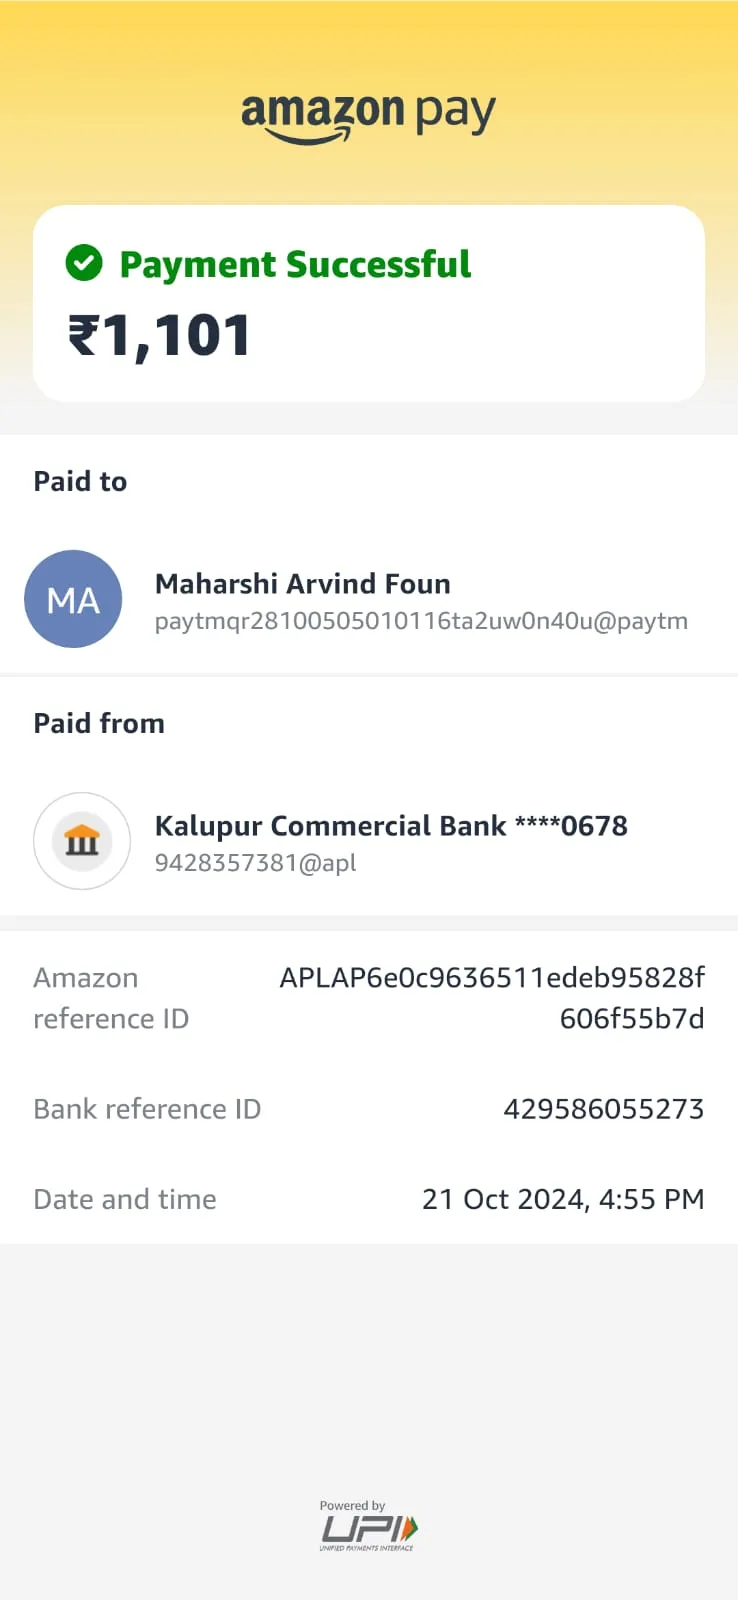 amazon pay
Payment Successful
₹1,101
Paid to
MA
Maharshi Arvind Foun
paytmqr28100505010116ta2uw0n40u@paytm
Paid from
Kalupur Commercial Bank ****0678
9428357381@apl
Amazon reference ID
APLAP6e0c9636511edeb95828f
606f55b7d
Bank reference ID
429586055273
Date and time
21 Oct 2024, 4:55 PM
Powered by
UPI
UNIFIED PAYMENTS INTERFACE